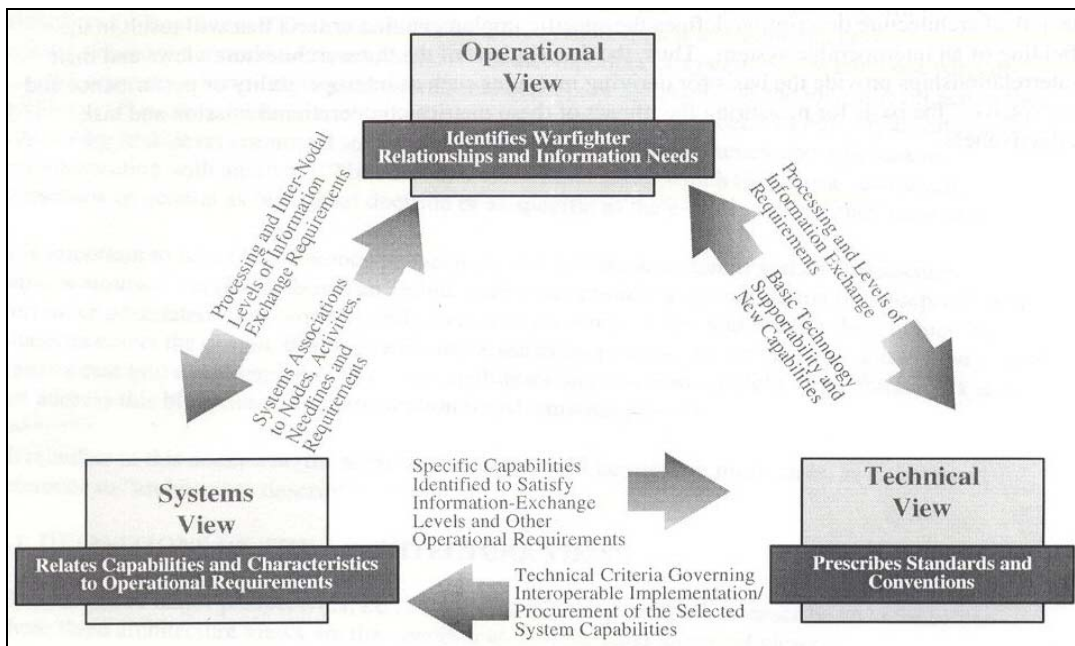 Operational
View
Identifies Warfighter
Relationships and Information Needs
Processing and Inter-Nodal
Levels of Information
Exchange Requirements
Systems Associations
to Nodes, Activities,
Needlines and
Requirements
Processing and Levels of
Information Exchange
Requirements
Basic Technology
Supportability and
New Capabilities
Systems
View
Relates Capabilities and Characteristics
to Operational Requirements
Specific Capabilities
Identified to Satisfy
Information-Exchange
Levels and Other
Operational Requirements
Technical Criteria Governing
Interoperable Implementation/
Procurement of the Selected
System Capabilities
Technical
View
Prescribes Standards and
Conventions